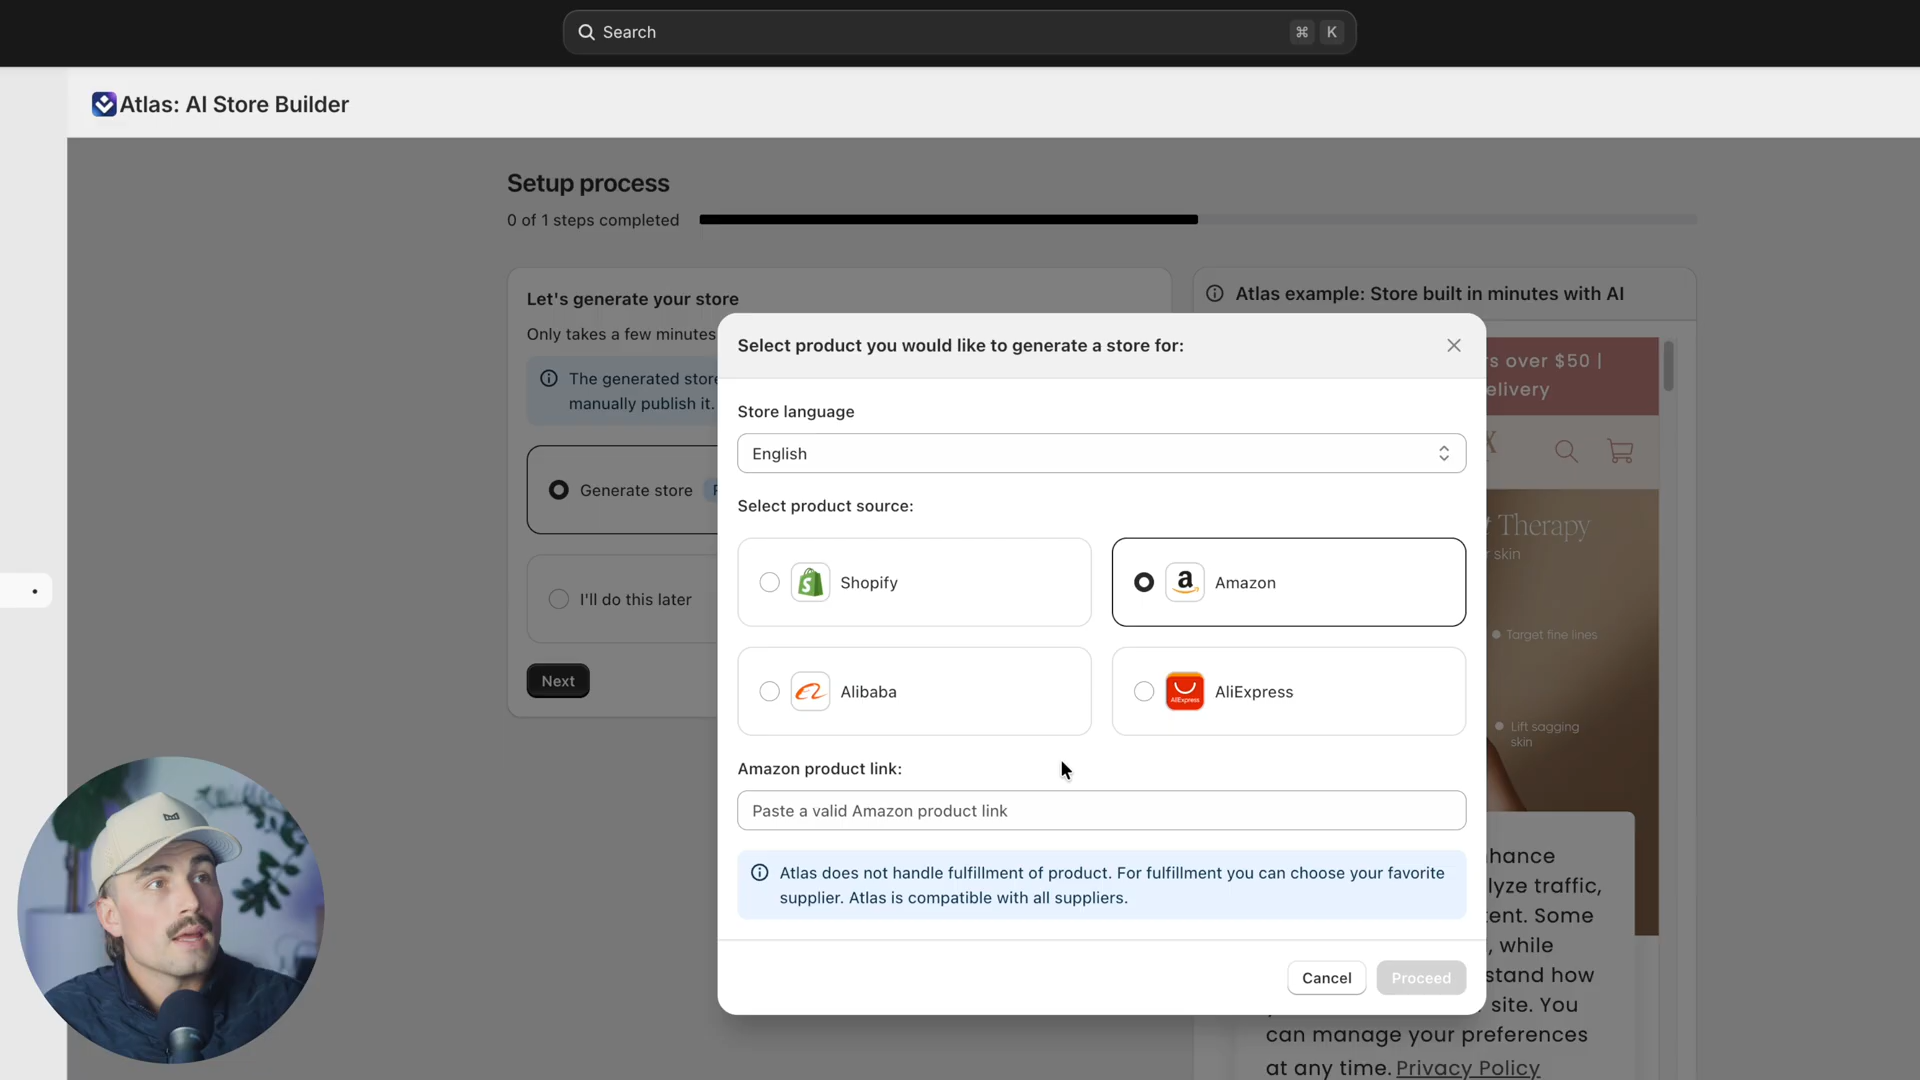 Search
⌘ K
Atlas: AI Store Builder
Setup process
0 of 1 steps completed
Let's generate your store
Only takes a few minutes
The generated store
manually publish it.
Generate store
I'll do this later
Next
Atlas example: Store built in minutes with AI
Select product you would like to generate a store for:
Store language
English
Select product source:
Shopify
Amazon
Alibaba
AliExpress
Amazon product link:
Paste a valid Amazon product link
Atlas does not handle fulfillment of product. For fulfillment you can choose your favorite
supplier. Atlas is compatible with all suppliers.
Cancel
Proceed
over $50 |
Therapy
skin
Target fine lines
Lift sagging
skin
traffic,
Some
, while
how
site. You
can manage your preferences
at any time. Privacy Policy